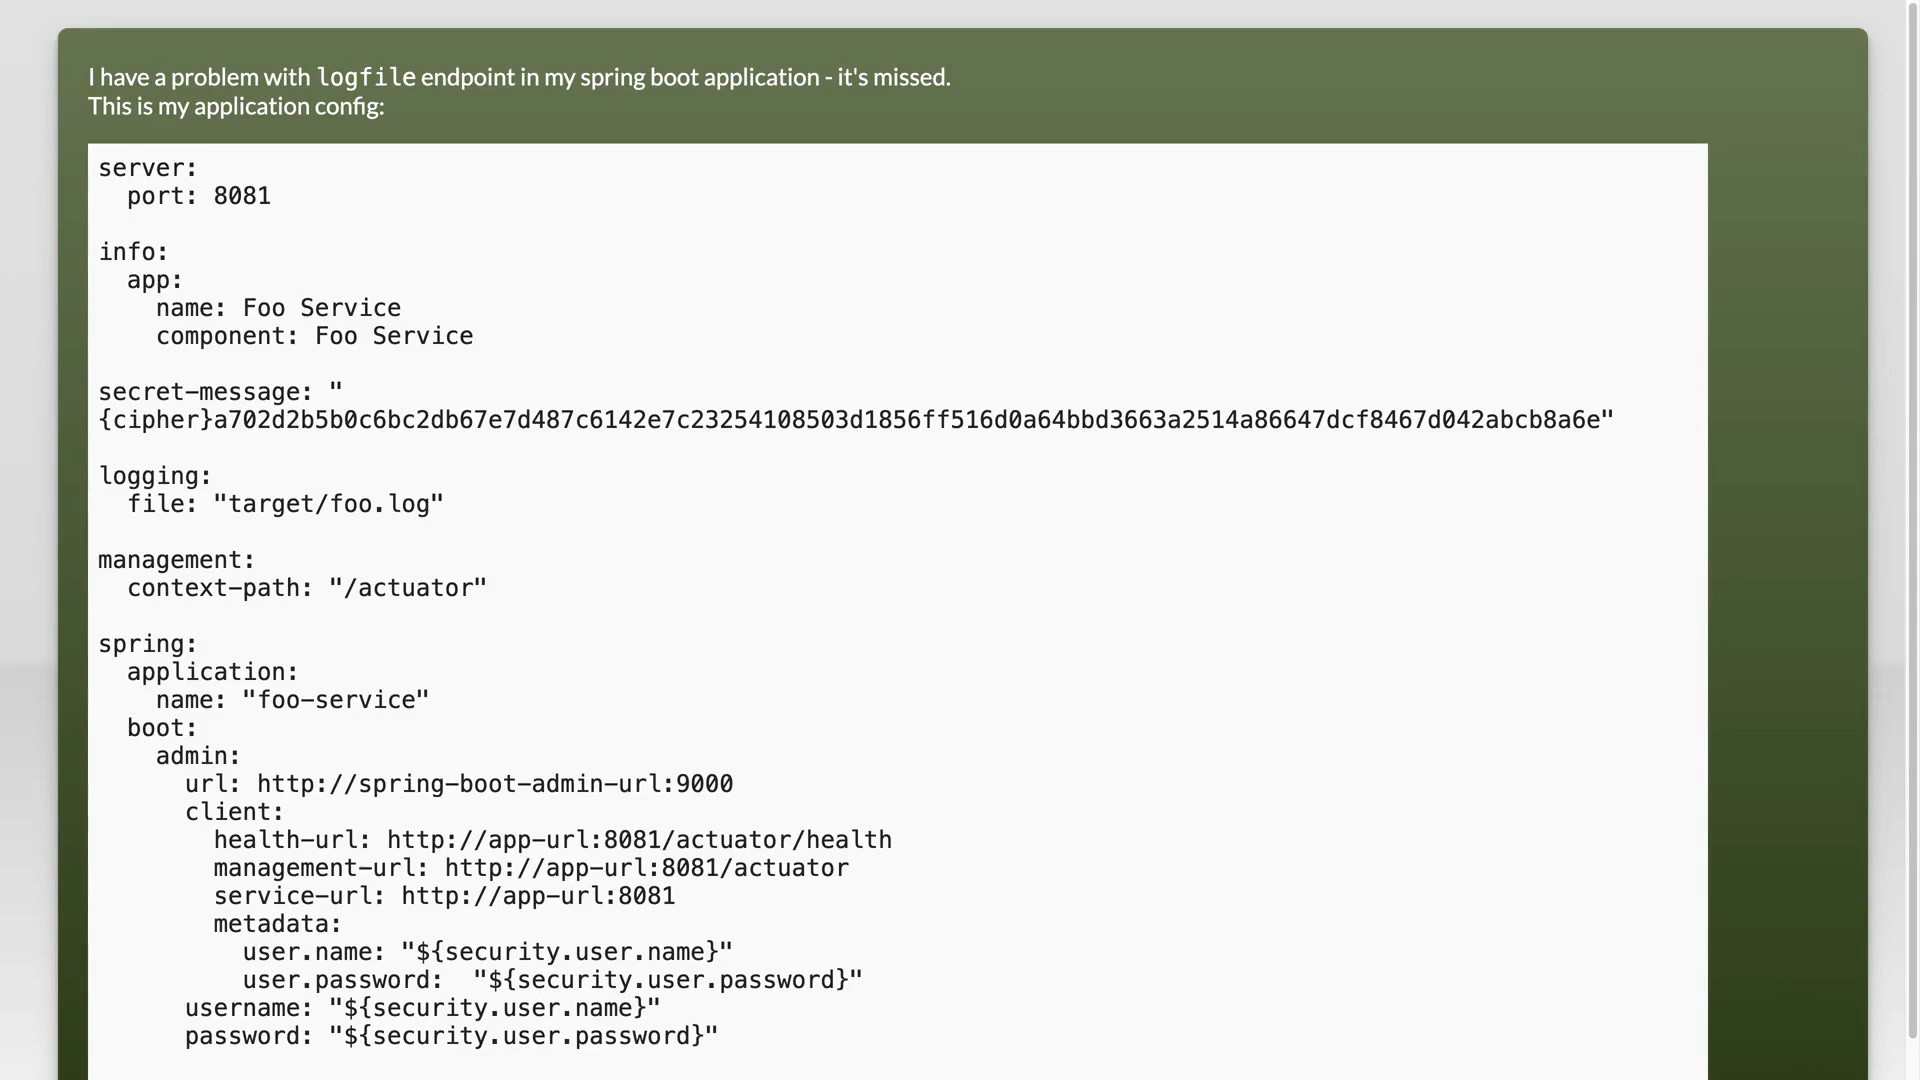 I have a problem with logfile endpoint in my spring boot application - it's missed.
This is my application config:
server:
  port: 8081
info:
  app:
    name: Foo Service
    component: Foo Service
secret-message: "
{cipher}a702d2b5b0c6bc2db67e7d487c6142e7c23254108503d1856ff516d0a64bbd3663a2514a86647dcf8467d042abcb8a6e"
logging:
  file: "target/foo.log"
management:
  context-path: "/actuator"
spring:
  application:
    name: "foo-service"
  boot:
    admin:
      url: http://spring-boot-admin-url:9000
      client:
        health-url: http://app-url:8081/actuator/health
        management-url: http://app-url:8081/actuator
        service-url: http://app-url:8081
        metadata:
          user.name: "${security.user.name}"
          user.password:  "${security.user.password}"
      username: "${security.user.name}"
      password: "${security.user.password}"